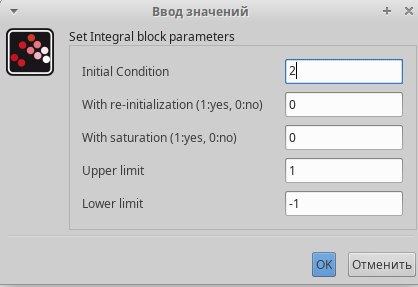 Ввод значений
Set Integral block parameters
Initial Condition 2
With re-initialization (1:yes, 0:no) 0
With saturation (1:yes, 0:no) 0
Upper limit 1
Lower limit -1
OK Отменить